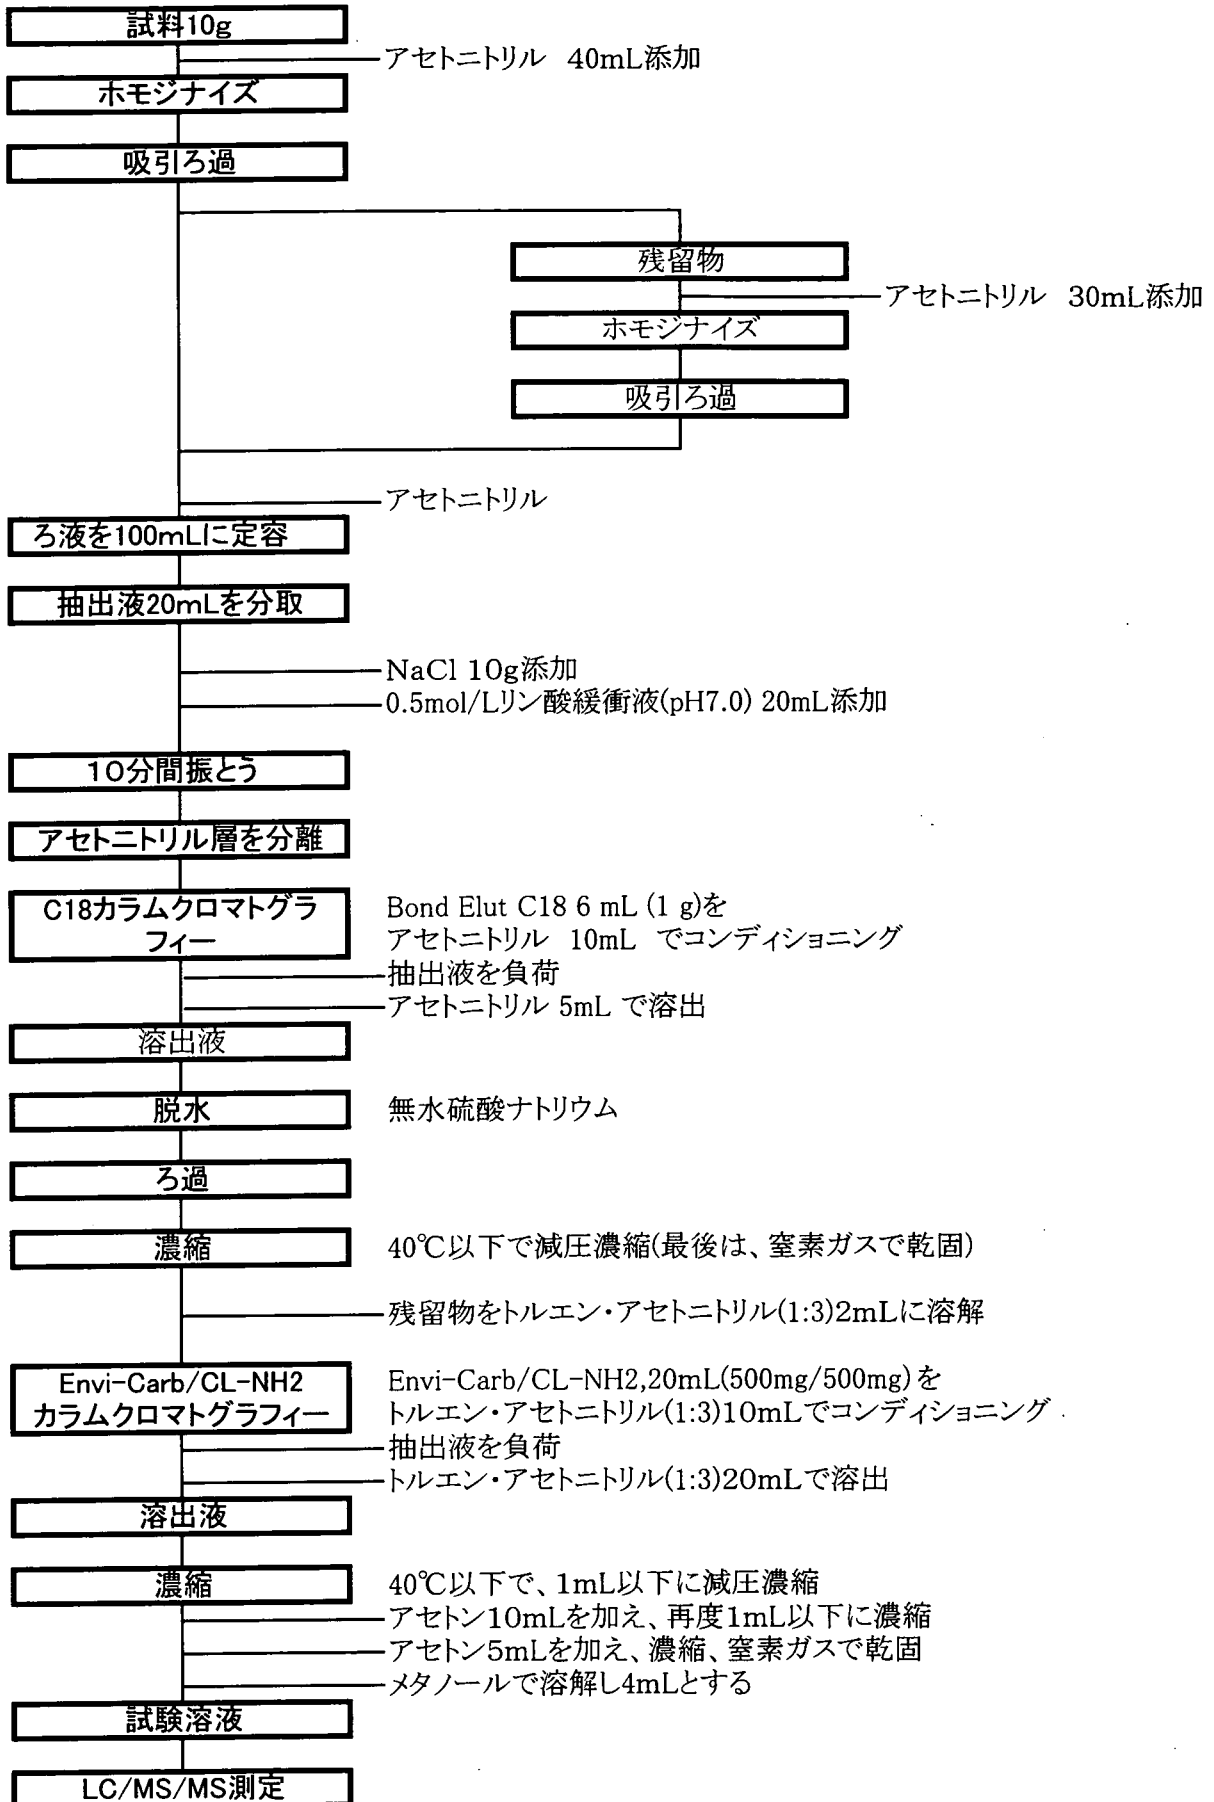 試料10g
アセトニトリル 40mL添加
ホモジナイズ
吸引ろ過
残留物
アセトニトリル 30mL添加
ホモジナイズ
吸引ろ過
アセトニトリル
ろ液を100mLに定容
抽出液20mLを分取
NaCl 10g添加
0.5mol/Lリン酸緩衝液(pH7.0) 20mL添加
10分間振とう
アセトニトリル層を分離
C18カラムクロマトグラ
フィー
Bond Elut C18 6 mL (1 g)を
アセトニトリル 10mL でコンディショニング
抽出液を負荷
アセトニトリル 5mL で溶出
溶出液
脱水
無水硫酸ナトリウム
ろ過
濃縮
40℃以下で減圧濃縮(最後は、窒素ガスで乾固)
残留物をトルエン・アセトニトリル(1:3)2mLに溶解
Envi-Carb/CL-NH2
カラムクロマトグラフィー
Envi-Carb/CL-NH2,20mL(500mg/500mg)を
トルエン・アセトニトリル(1:3)10mLでコンディショニング
抽出液を負荷
トルエン・アセトニトリル(1:3)20mLで溶出
溶出液
濃縮
40℃以下で、1mL以下に減圧濃縮
アセトン10mLを加え、再度1mL以下に濃縮
アセトン5mLを加え、濃縮、窒素ガスで乾固
メタノールで溶解し4mLとする
試験溶液
LC/MS/MS測定